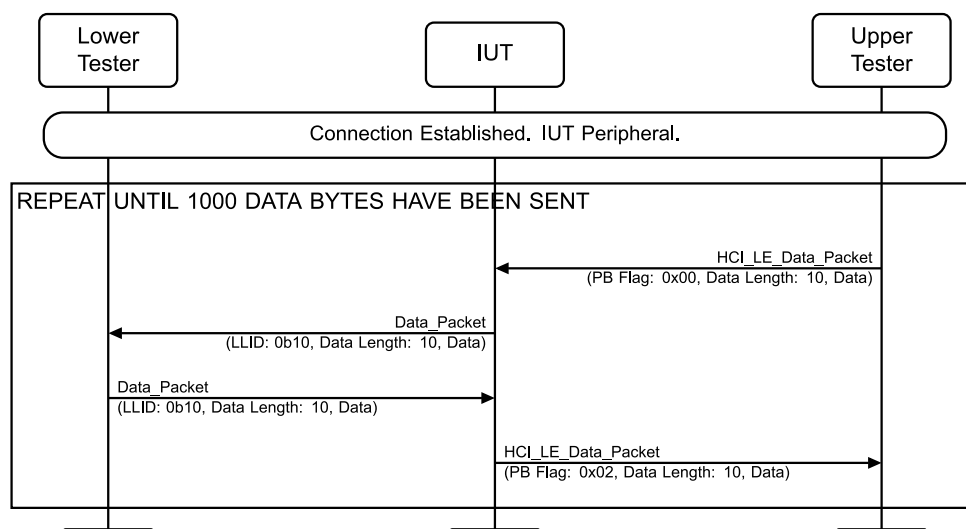 Lower
Tester
IUT
Upper
Tester
Connection Established. IUT Peripheral.
REPEAT UNTIL 1000 DATA BYTES HAVE BEEN SENT
HCI_LE_Data_Packet
(PB Flag: 0x00, Data Length: 10, Data)
Data_Packet
(LLID: 0b10, Data Length: 10, Data)
Data_Packet
(LLID: 0b10, Data Length: 10, Data)
HCI_LE_Data_Packet
(PB Flag: 0x02, Data Length: 10, Data)